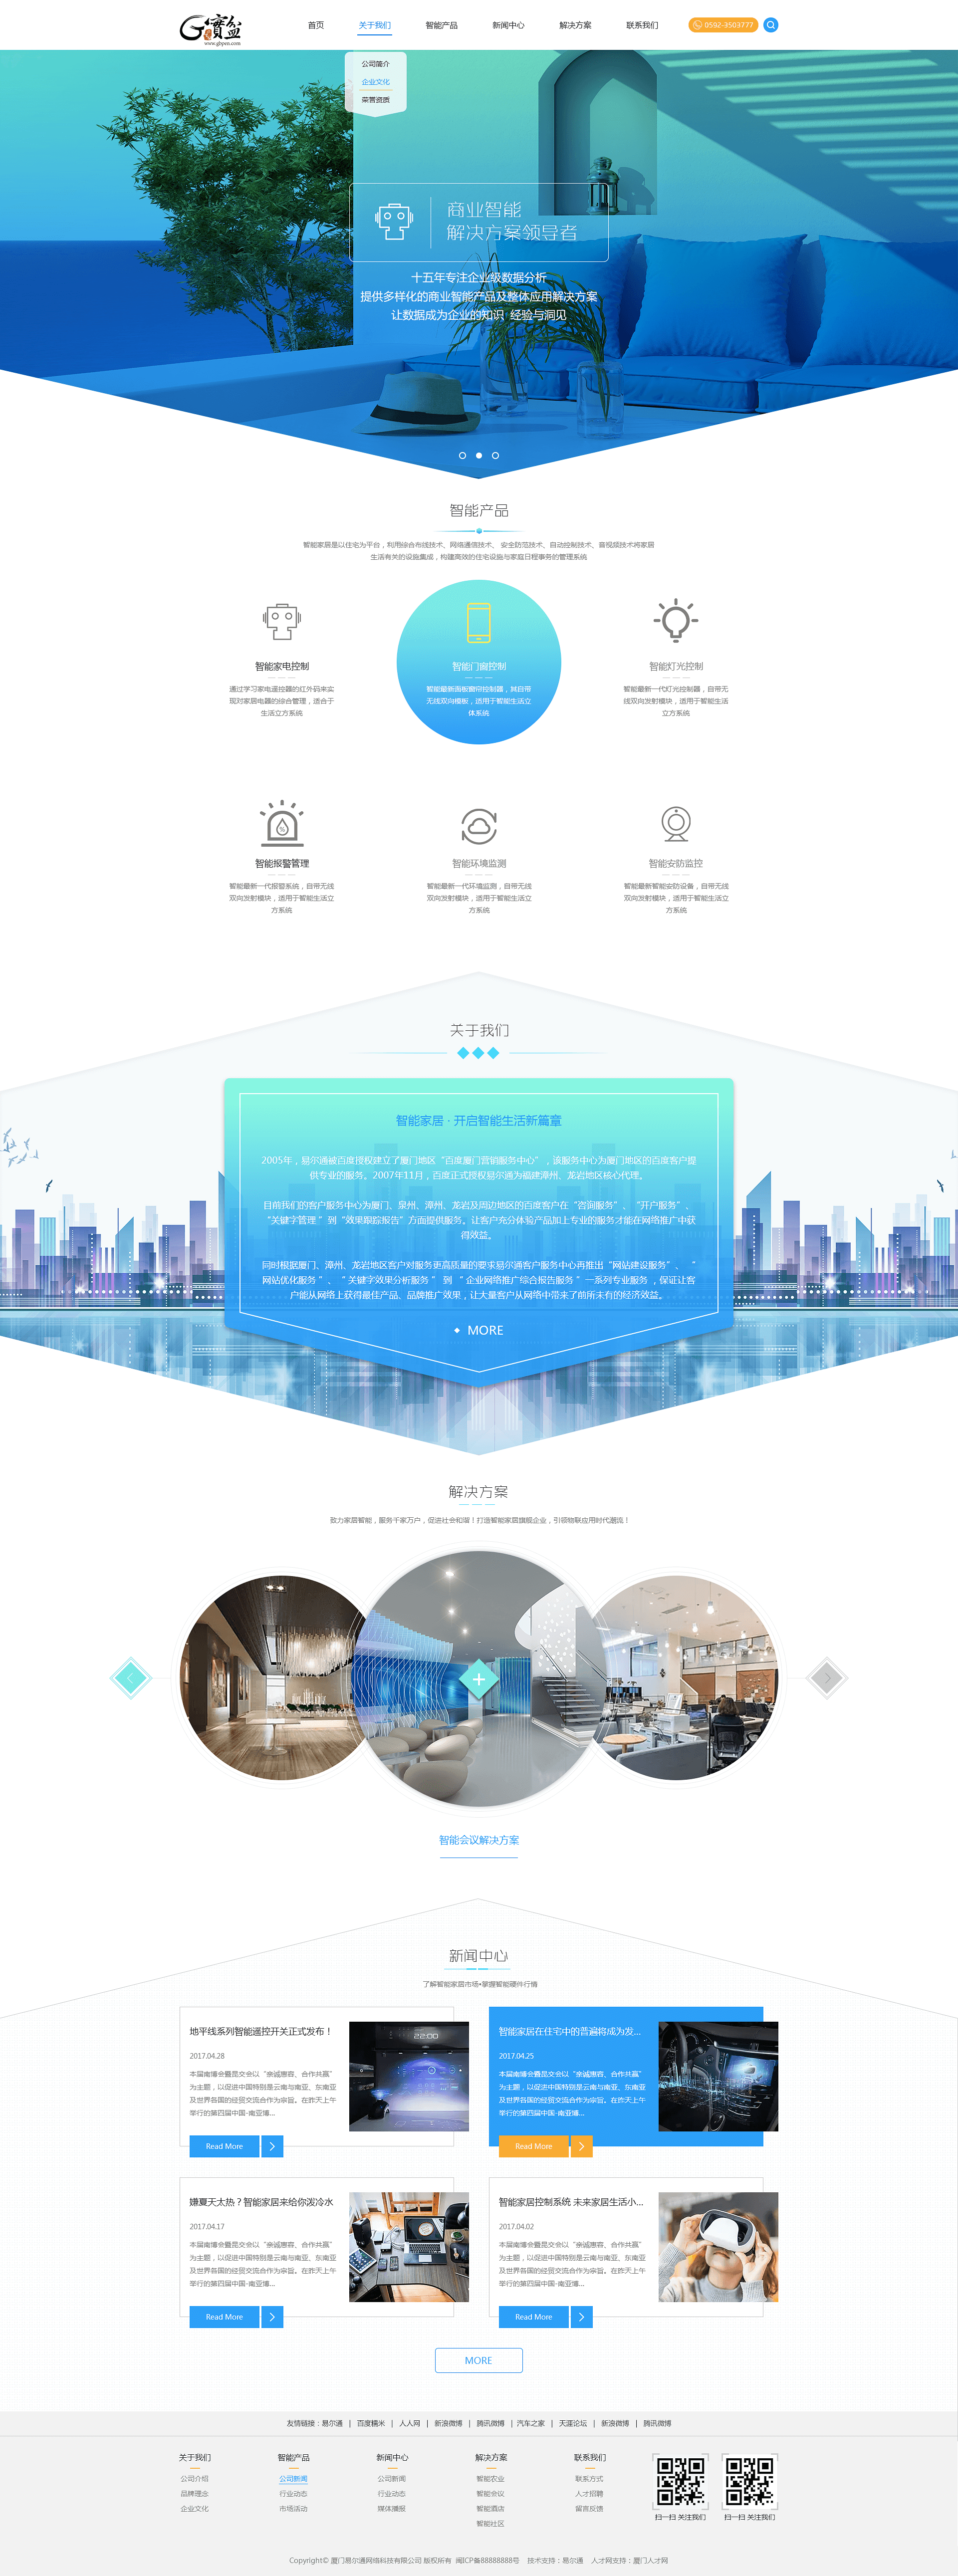 G實益
www.gbpen.com
首页 关于我们 智能产品 新闻中心 解决方案 联系我们 0592-3503777
公司简介
企业文化
荣誉资质
商业智能
解决方案领导者
十五年专注企业级数据分析
提供多样化的商业智能产品及整体应用解决方案
让数据成为企业的知识 经验与洞见
智能产品
智能家居是以住宅为平台，利用综合布线技术、网络通信技术、 安全防范技术、自动控制技术、音视频技术将家居
生活有关的设施集成，构建高效的住宅设施与家庭日程事务的管理系统
智能家电控制
通过学习家电遥控器的红外码来实
现对家居电器的综合管理，适合于
生活立方系统
智能门窗控制
智能最新面板窗帘控制器，其自带
无线双向模板，适用于智能生活立
体系统
智能灯光控制
智能最新一代灯光控制器，自带无
线双向发射模块，适用于智能生活
立方系统
智能报警管理
智能最新一代报警系统，自带无线
双向发射模块，适用于智能生活立
方系统
智能环境监测
智能最新一代环境监测，自带无线
双向发射模块，适用于智能生活立
方系统
智能安防监控
智能最新智能安防设备，自带无线
双向发射模块，适用于智能生活立
方系统
关于我们
智能家居 · 开启智能生活新篇章
2005年，易尔通被百度授权建立了厦门地区“百度厦门营销服务中心”，该服务中心为厦门地区的百度客户提
供专业的服务。2007年11月，百度正式授权易尔通为福建漳州、龙岩地区核心代理。
目前我们的客户服务中心为厦门、泉州、漳州、龙岩及周边地区的百度客户在“咨询服务”、“开户服务”、
“关键字管理 ”到“效果跟踪报告”方面提供服务。让客户充分体验产品加上专业的服务才能在网络推广中获
得效益。
同时根据厦门、漳州、龙岩地区客户对服务更高质量的要求易尔通客户服务中心再推出“网站建设服务”、 “
网站优化服务 ”、 “ 关键字效果分析服务 ” 到 “ 企业网络推广综合报告服务 ” 一系列专业服务 ，保证让客
户能从网络上获得最佳产品、品牌推广效果，让大量客户从网络中带来了前所未有的经济效益。
MORE
解决方案
致力家居智能，服务千家万户，促进社会和谐！打造智能家居旗舰企业，引领物联应用时代潮流！
智能会议解决方案
新闻中心
了解智能家居市场•掌握智能硬件行情
地平线系列智能遥控开关正式发布！
2017.04.28
本届南博会暨昆交会以“亲诚惠容、合作共赢”
为主题，以促进中国特别是云南与南亚、东南亚
及世界各国的经贸交流合作为宗旨。在昨天上午
举行的第四届中国-南亚博...
Read More
22:00
智能家居在住宅中的普遍将成为发...
2017.04.25
本届南博会暨昆交会以“亲诚惠容、合作共赢”
为主题，以促进中国特别是云南与南亚、东南亚
及世界各国的经贸交流合作为宗旨。在昨天上午
举行的第四届中国-南亚博...
Read More
嫌夏天太热？智能家居来给你泼冷水
2017.04.17
本届南博会暨昆交会以“亲诚惠容、合作共赢”
为主题，以促进中国特别是云南与南亚、东南亚
及世界各国的经贸交流合作为宗旨。在昨天上午
举行的第四届中国-南亚博...
Read More
智能家居控制系统 未来家居生活小...
2017.04.02
本届南博会暨昆交会以“亲诚惠容、合作共赢”
为主题，以促进中国特别是云南与南亚、东南亚
及世界各国的经贸交流合作为宗旨。在昨天上午
举行的第四届中国-南亚博...
Read More
MORE
友情链接：易尔通 | 百度糯米 | 人人网 | 新浪微博 | 腾讯微博 | 汽车之家 | 天涯论坛 | 新浪微博 | 腾讯微博
关于我们
公司介绍
品牌理念
企业文化
智能产品
公司新闻
行业动态
市场活动
新闻中心
公司新闻
行业动态
媒体播报
解决方案
智能农业
智能会议
智能酒店
智能社区
联系我们
联系方式
人才招聘
留言反馈
扫一扫 关注我们
扫一扫 关注我们
Copyright© 厦门易尔通网络科技有限公司 版权所有 闽ICP备88888888号 技术支持：易尔通 人才网支持：厦门人才网